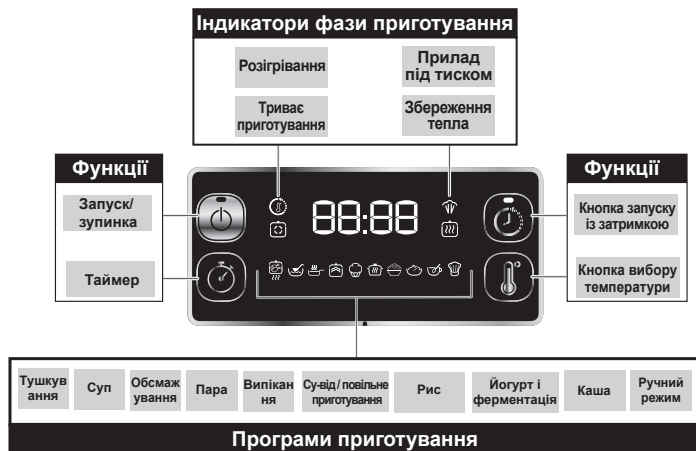 Індикатори фази приготування
Розігрівання
Прилад
під тиском
Триває
приготування
Збереження
тепла
Функції
Запуск/
зупинка
Таймер
88:88
Функції
Кнопка запуску
із затримкою
Кнопка вибору
температури
Тушкув
ання
Суп
Обсмаж
ування
Пара
Випікан
ня
Су-від / повільне
приготування
Рис
Йогурт і
ферментація
Каша
Ручний
режим
Програми приготування